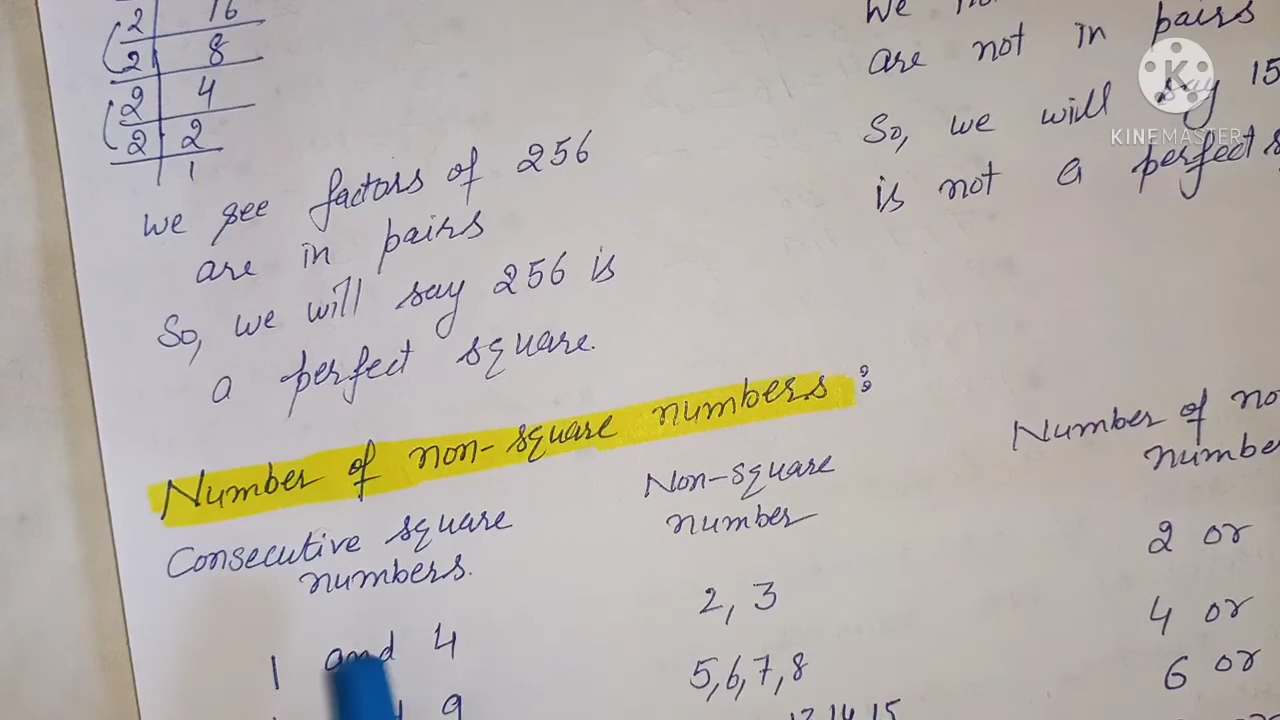 2 16
2 8
2 4
2 2
1
We see factors of 256
are in pairs
So, we will say 256 is
a perfect square.
are not in pairs
So, we will say 15
is not a perfect
KINEMASTER
Number of non-square numbers :
Consecutive square
numbers.
Non-square
number
Number of
1 and 4
2, 3
2 or
5,6,7,8
4 or
9
14 15
6 or